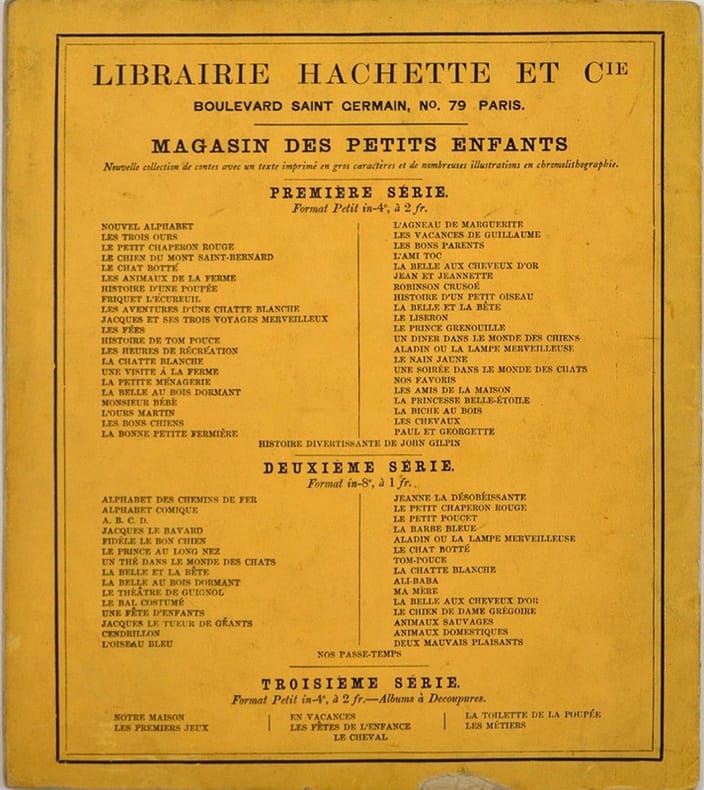 LIBRAIRIE HACHETTE ET CIE
BOULEVARD SAINT GERMAIN, NO. 79 PARIS.
MAGASIN DES PETITS ENFANTS
Nouvelle collection de contes avec un texte imprimé en gros caractères et de nombreuses illustrations en chromolithographie.
PREMIÈRE SÉRIE.
Format Petit in-4°, à 2 fr.
NOUVEL ALPHABET
LES TROIS OURS
LE PETIT CHAPERON ROUGE
LE CHIEN DU MONT SAINT-BERNARD
LE CHAT BOTTÉ
LES ANIMAUX DE LA FERME
HISTOIRE D'UNE POUPÉE
FRIQUET L'ÉCUREUIL
LES AVENTURES D'UNE CHATTE BLANCHE
JACQUES ET SES TROIS VOYAGES MERVEILLEUX
LES FÉES
HISTOIRE DE TOM POUCE
LES HEURES DE RÉCRÉATION
LA CHATTE BLANCHE
UNE VISITE Á LA FERME
LA PETITE MÉNAGERIE
LA BELLE AU BOIS DORMANT
MONSIEUR BÉBÉ
L'OURS MARTIN
LES BONS CHIENS
LA BONNE PETITE FERMIÈRE
L'AGNEAU DE MARGUERITE
LES VACANCES DE GUILLAUME
LES BONS PARENTS
L'AMI TOC
LA BELLE AUX CHEVEUX D'OR
JEAN ET JEANNETTE
ROBINSON CRUSOÉ
HISTOIRE D'UN PETIT OISEAU
LA BELLE ET LA BÊTE
LE LISERON
LE PRINCE GRENOUILLE
UN DINER DANS LE MONDE DES CHIENS
ALADIN OU LA LAMPE MERVEILLEUSE
LE NAIN JAUNE
UNE SOIRÉE DANS LE MONDE DES CHATS
NOS FAVORIS
LES AMIS DE LA MAISON
LA PRINCESSE BELLE-ÉTOILE
LA BICHE AU BOIS
LES CHEVAUX
PAUL ET GEORGETTE
HISTOIRE DIVERTISSANTE DE JOHN GILPIN
DEUXIÈME SÉRIE.
Format in-8°, à 1 fr.
ALPHABET DES CHEMINS DE FER
ALPHABET COMIQUE
A. B. C. D.
JACQUES LE BAVARD
FIDÈLE LE BON CHIEN
LE PRINCE AU LONG NEZ
UN THÉ DANS LE MONDE DES CHATS
LA BELLE ET LA BÊTE
LA BELLE AU BOIS DORMANT
LE THÉÂTRE DE GUIGNOL
LE BAL COSTUMÉ
UNE FÊTE D'ENFANTS
JACQUES LE TUEUR DE GÉANTS
CENDRILLON
L'OISEAU BLEU
JEANNE LA DÉSOBÉISSANTE
LE PETIT CHAPERON ROUGE
LE PETIT POUCET
LA BARBE BLEUE
ALADIN OU LA LAMPE MERVEILLEUSE
LE CHAT BOTTÉ
TOM-POUCE
LA CHATTE BLANCHE
ALI-BABA
MA MÈRE
LA BELLE AUX CHEVEUX D'OR
LE CHIEN DE DAME GRÉGOIRE
ANIMAUX SAUVAGES
ANIMAUX DOMESTIQUES
DEUX MAUVAIS PLAISANTS
NOS PASSE-TEMPS
TROISIÈME SÉRIE.
Format Petit in-4°, à 2 fr.—Albums à Decoupures.
NOTRE MAISON
LES PREMIERS JEUX
EN VACANCES
LES FÊTES DE L'ENFANCE
LA TOILETTE DE LA POUPÉE
LES MÉTIERS
LE CHEVAL